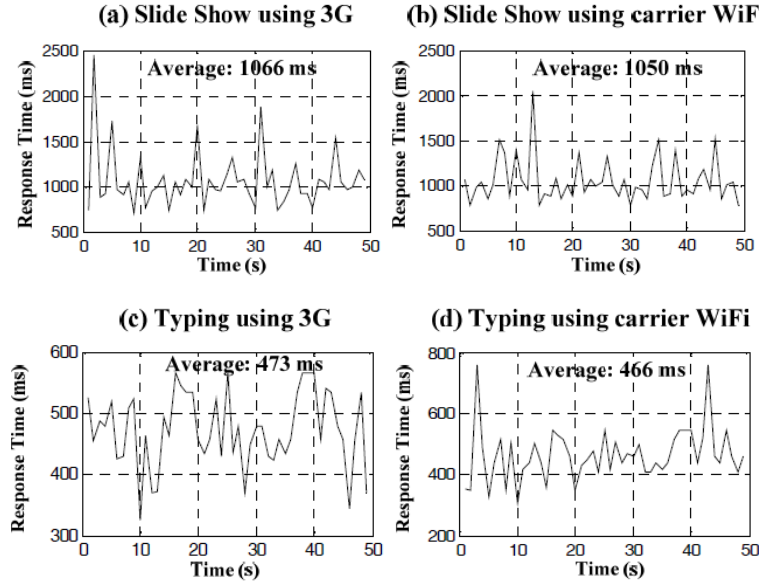 (a) Slide Show using 3G
Average: 1066 ms
Response Time (ms)
2500
2000
1500
1000
500
0
10
20
30
40
50
Time (s)
(b) Slide Show using carrier WiF
Average: 1050 ms
Response Time (ms)
2500
2000
1500
1000
500
0
10
20
30
40
50
Time (s)
(c) Typing using 3G
Average: 473 ms
Response Time (ms)
600
500
400
300
0
10
20
30
40
50
Time (s)
(d) Typing using carrier WiFi
Average: 466 ms
Response Time (ms)
800
600
400
200
0
10
20
30
40
50
Time (s)